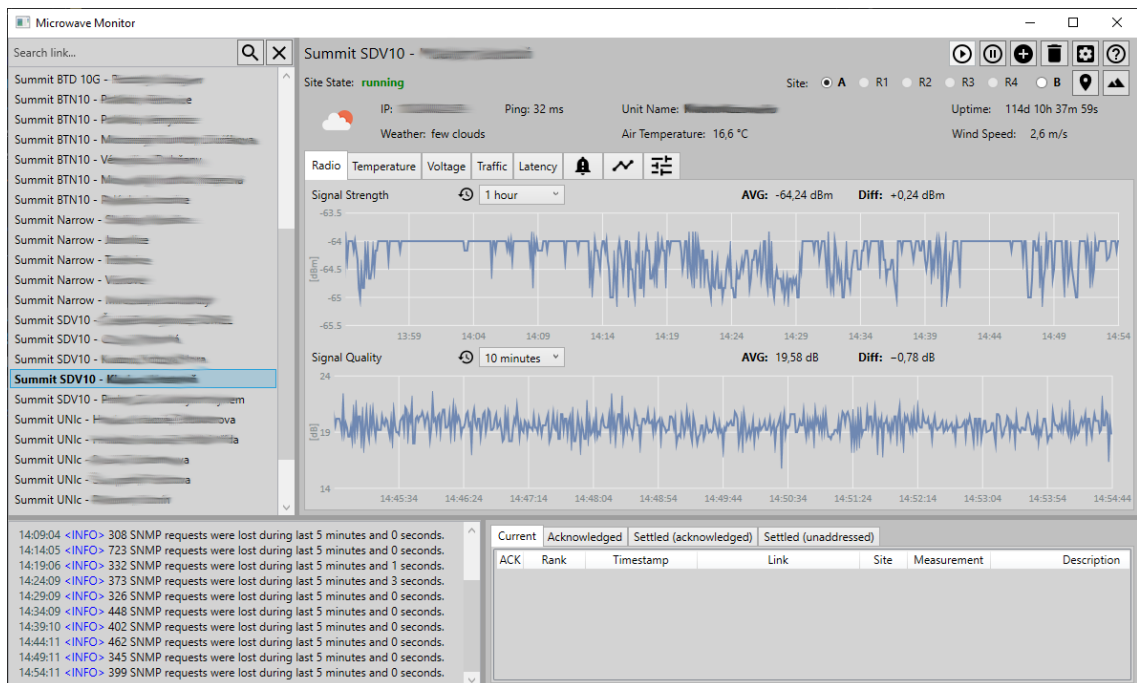 Microwave Monitor
Search link...
Summit BTD 10G -
Summit BTN10 -
Summit BTN10 -
Summit BTN10 -
Summit BTN10 -
Summit BTN10 -
Summit BTN10 -
Summit Narrow -
Summit Narrow -
Summit Narrow -
Summit Narrow -
Summit Narrow -
Summit SDV10 -
Summit SDV10 -
Summit SDV10 -
Summit SDV10 -
Summit SDV10 -
Summit UNIc -
Summit UNIc -
Summit UNIc -
Summit UNIc -
Summit UNIc -
Summit SDV10 -
Site State: running
Site: A R1 R2 R3 R4 B
IP: Ping: 32 ms Unit Name: Uptime: 114d 10h 37m 59s
Weather: few clouds Air Temperature: 16,6 °C Wind Speed: 2,6 m/s
Radio Temperature Voltage Traffic Latency
Signal Strength 1 hour AVG: -64,24 dBm Diff: +0,24 dBm
-63.5
-64
-64.5
-65
-65.5
[dBm]
13:59 14:04 14:09 14:14 14:19 14:24 14:29 14:34 14:39 14:44 14:49 14:54
Signal Quality 10 minutes AVG: 19,58 dB Diff: −0,78 dB
24
19
14
[dB]
14:45:34 14:46:24 14:47:14 14:48:04 14:48:54 14:49:44 14:50:34 14:51:24 14:52:14 14:53:04 14:53:54 14:54:44
14:09:04 <INFO> 308 SNMP requests were lost during last 5 minutes and 0 seconds.
14:14:05 <INFO> 723 SNMP requests were lost during last 5 minutes and 0 seconds.
14:19:06 <INFO> 332 SNMP requests were lost during last 5 minutes and 1 seconds.
14:24:09 <INFO> 373 SNMP requests were lost during last 5 minutes and 3 seconds.
14:29:09 <INFO> 326 SNMP requests were lost during last 5 minutes and 0 seconds.
14:34:09 <INFO> 448 SNMP requests were lost during last 5 minutes and 0 seconds.
14:39:10 <INFO> 402 SNMP requests were lost during last 5 minutes and 0 seconds.
14:44:11 <INFO> 462 SNMP requests were lost during last 5 minutes and 0 seconds.
14:49:11 <INFO> 345 SNMP requests were lost during last 5 minutes and 0 seconds.
14:54:11 <INFO> 399 SNMP requests were lost during last 5 minutes and 0 seconds.
Current Acknowledged Settled (acknowledged) Settled (unaddressed)
ACK Rank Timestamp Link Site Measurement Description